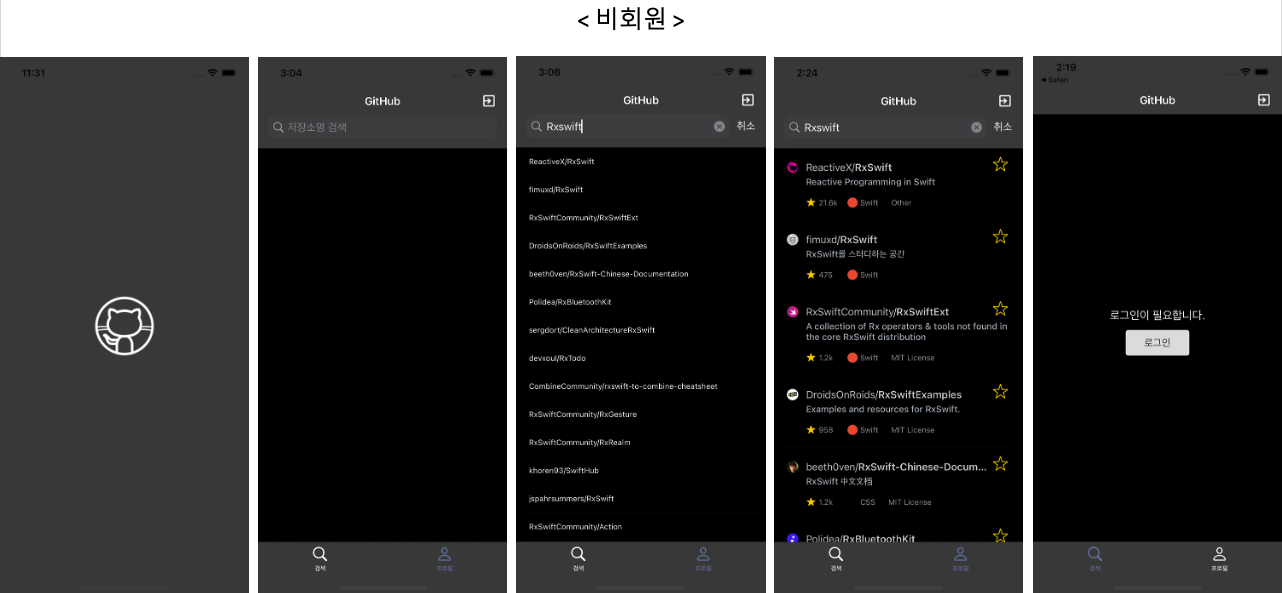 < 비회원 >
11:31
3:04
GitHub
저장소명 검색
검색
프로필
3:08
GitHub
Rxswift
취소
ReactiveX/RxSwift
fimuxd/RxSwift
RxSwiftCommunity/RxSwiftExt
DroidsOnRoids/RxSwiftExamples
beeth0ven/RxSwift-Chinese-Documentation
Polidea/RxBluetoothKit
sergdort/CleanArchitectureRxSwift
devxoul/RxTodo
CombineCommunity/rxswift-to-combine-cheatsheet
RxSwiftCommunity/RxGesture
RxSwiftCommunity/RxRealm
khoren93/SwiftHub
jspahrsummers/RxSwift
RxSwiftCommunity/Action
검색
프로필
2:24
GitHub
Rxswift
취소
ReactiveX/RxSwift
Reactive Programming in Swift
21.6k Swift Other
fimuxd/RxSwift
RxSwift를 스터디하는 공간
475 Swift
RxSwiftCommunity/RxSwiftExt
A collection of Rx operators & tools not found in
the core RxSwift distribution
1.2k Swift MIT License
DroidsOnRoids/RxSwiftExamples
Examples and resources for RxSwift.
958 Swift MIT License
beeth0ven/RxSwift-Chinese-Docum...
RxSwift 中文文档
1.2k CSS MIT License
Polidea/RxBluetoothKit
검색
프로필
2:19
Safari
GitHub
로그인이 필요합니다.
로그인
검색
프로필